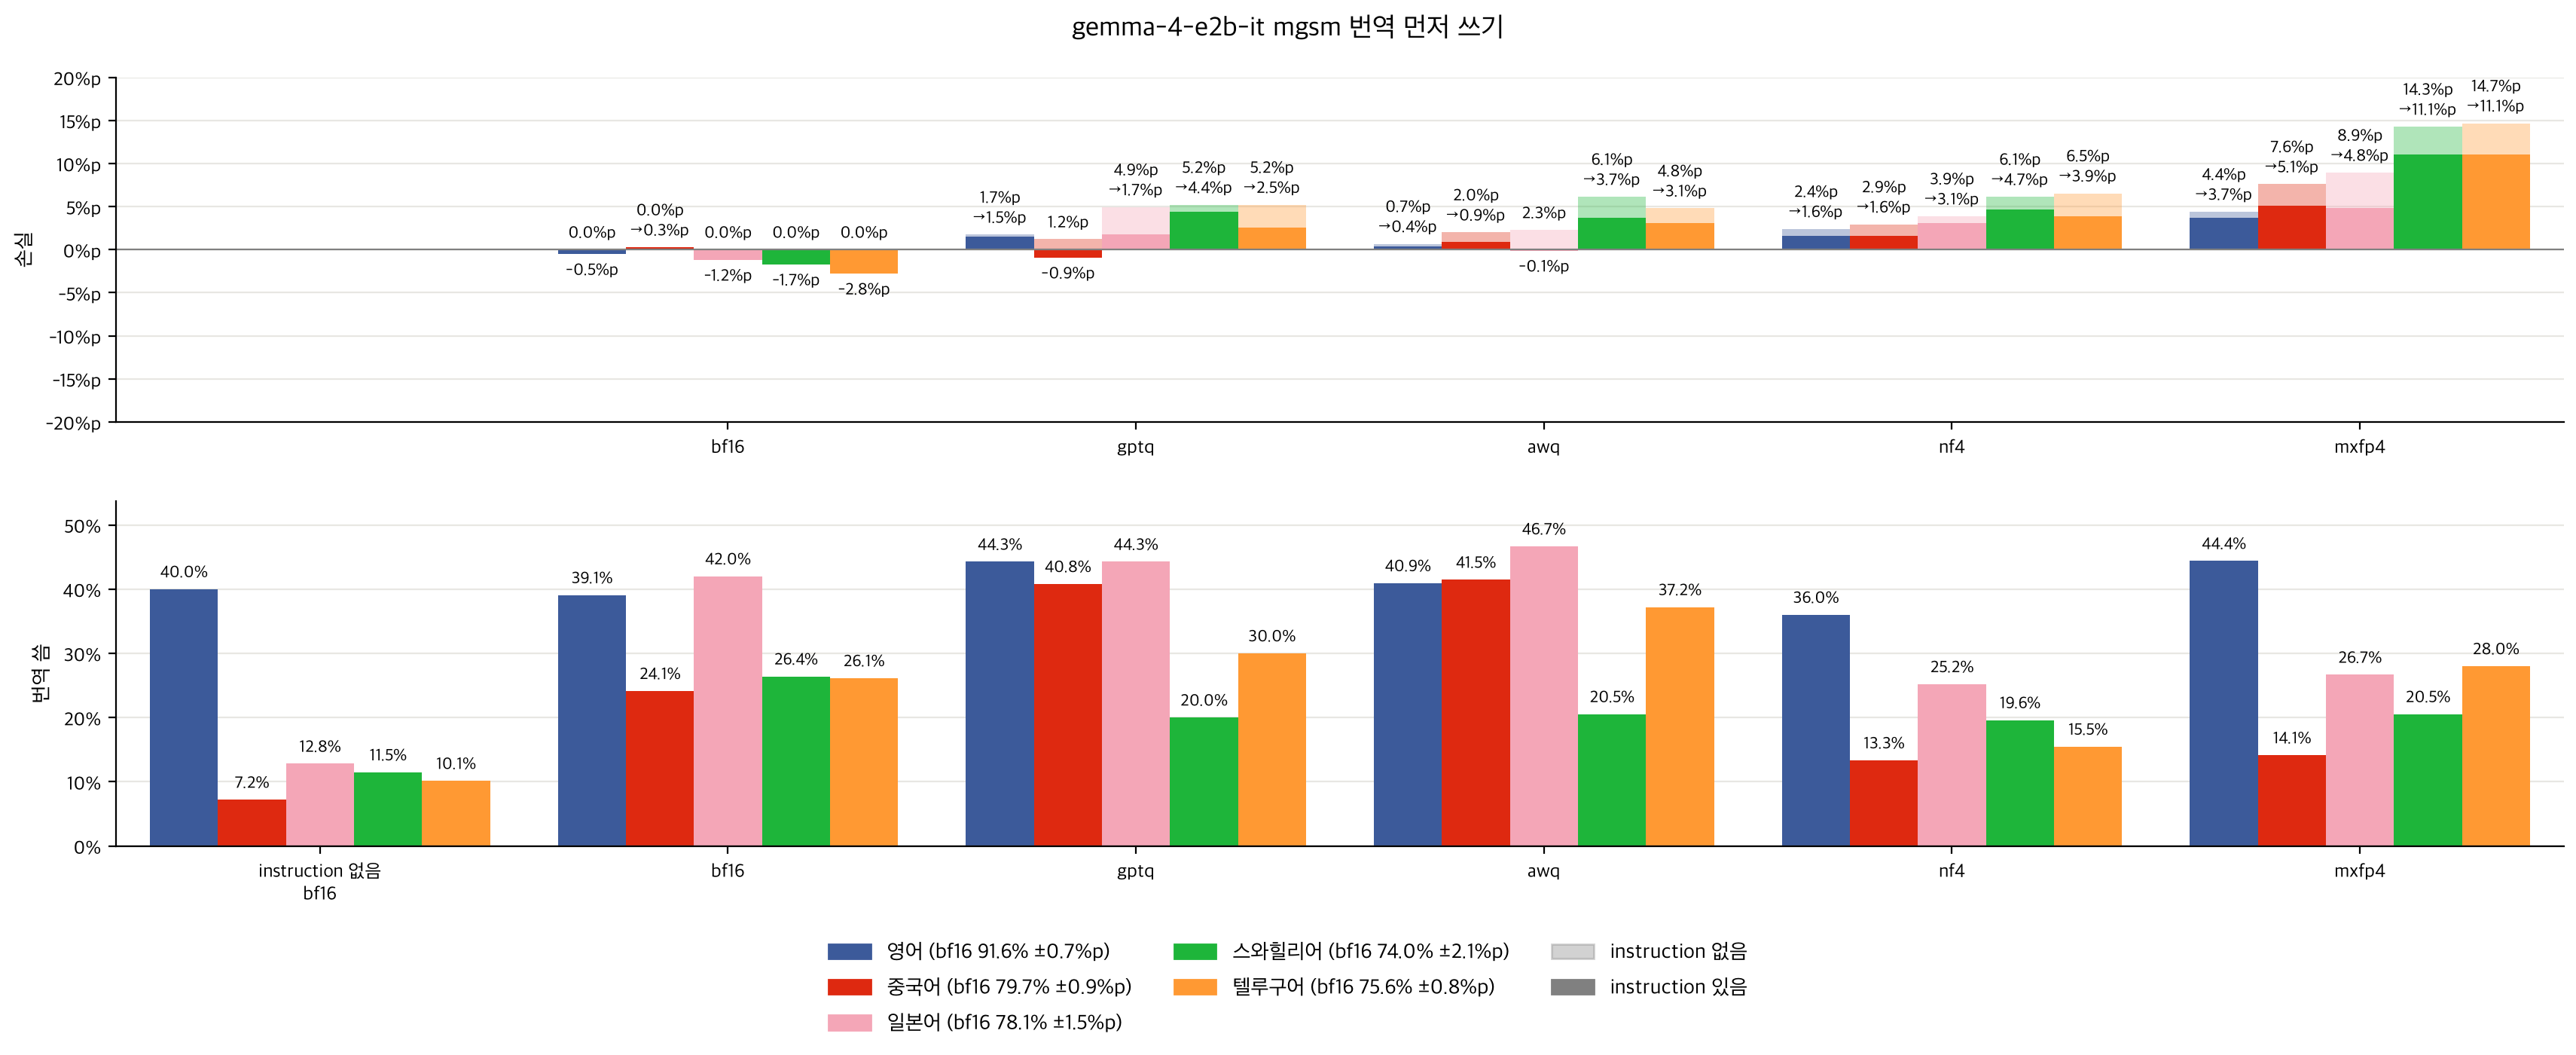 gemma-4-e2b-it mgsm 번역 먼저 쓰기
손실
20%p
15%p
10%p
5%p
0%p
-5%p
-10%p
-15%p
-20%p
0.0%p
-0.5%p
0.0%p
→0.3%p
0.0%p
-1.2%p
0.0%p
-1.7%p
0.0%p
-2.8%p
1.7%p
→1.5%p
1.2%p
-0.9%p
4.9%p
→1.7%p
5.2%p
→4.4%p
5.2%p
→2.5%p
0.7%p
→0.4%p
2.0%p
→0.9%p
2.3%p
-0.1%p
6.1%p
→3.7%p
4.8%p
→3.1%p
2.4%p
→1.6%p
2.9%p
→1.6%p
3.9%p
→3.1%p
6.1%p
→4.7%p
6.5%p
→3.9%p
4.4%p
→3.7%p
7.6%p
→5.1%p
8.9%p
→4.8%p
14.3%p
→11.1%p
14.7%p
→11.1%p
bf16
gptq
awq
nf4
mxfp4
번역 씀
50%
40%
30%
20%
10%
0%
40.0%
7.2%
12.8%
11.5%
10.1%
39.1%
24.1%
42.0%
26.4%
26.1%
44.3%
40.8%
44.3%
20.0%
30.0%
40.9%
41.5%
46.7%
20.5%
37.2%
36.0%
13.3%
25.2%
19.6%
15.5%
44.4%
14.1%
26.7%
20.5%
28.0%
instruction 없음
bf16
bf16
gptq
awq
nf4
mxfp4
영어 (bf16 91.6% ±0.7%p)
중국어 (bf16 79.7% ±0.9%p)
일본어 (bf16 78.1% ±1.5%p)
스와힐리어 (bf16 74.0% ±2.1%p)
텔루구어 (bf16 75.6% ±0.8%p)
instruction 없음
instruction 있음